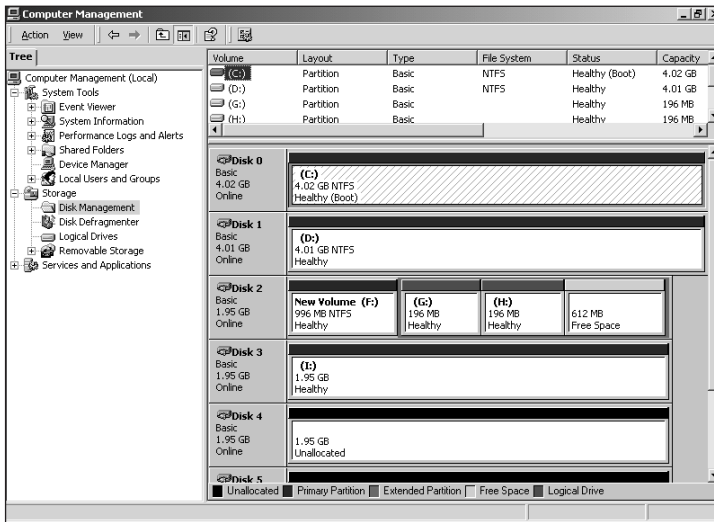 Computer Management
Action View
Tree
Computer Management (Local)
System Tools
Event Viewer
System Information
Performance Logs and Alerts
Shared Folders
Device Manager
Local Users and Groups
Storage
Disk Management
Disk Defragmenter
Logical Drives
Removable Storage
Services and Applications
Volume Layout Type File System Status Capacity
(C:) Partition Basic NTFS Healthy (Boot) 4.02 GB
(D:) Partition Basic NTFS Healthy 4.01 GB
(G:) Partition Basic Healthy 196 MB
(H:) Partition Basic Healthy 196 MB
Disk 0
Basic
4.02 GB
Online
(C:)
4.02 GB NTFS
Healthy (Boot)
Disk 1
Basic
4.01 GB
Online
(D:)
4.01 GB NTFS
Healthy
Disk 2
Basic
1.95 GB
Online
New Volume (F:)
996 MB NTFS
Healthy
(G:)
196 MB
Healthy
(H:)
196 MB
Healthy
612 MB
Free Space
Disk 3
Basic
1.95 GB
Online
(I:)
1.95 GB
Healthy
Disk 4
Basic
1.95 GB
Online
1.95 GB
Unallocated
Disk 5
Unallocated Primary Partition Extended Partition Free Space Logical Drive